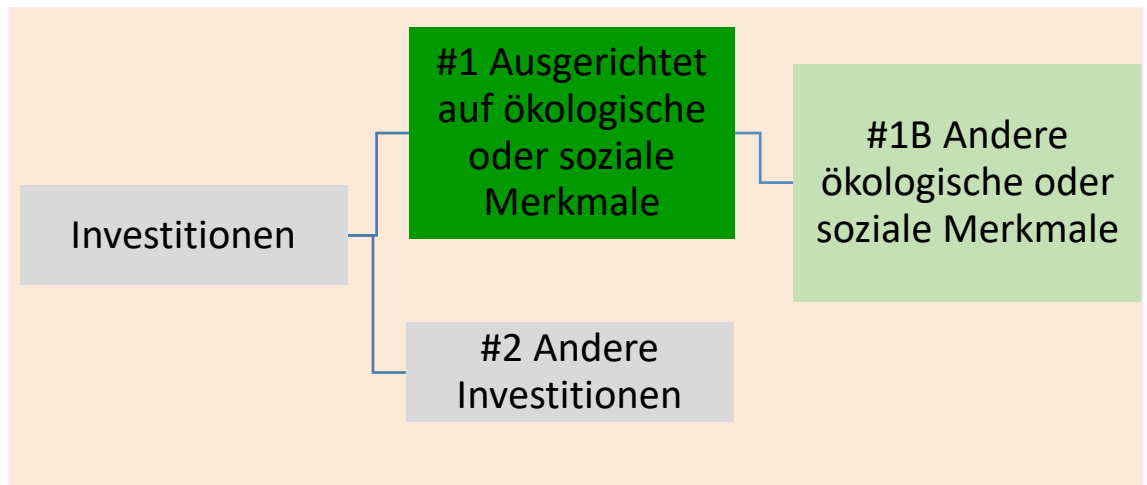 #1 Ausgerichtet
auf ökologische
oder soziale
Merkmale
#1B Andere
ökologische oder
soziale Merkmale
Investitionen
#2 Andere
Investitionen